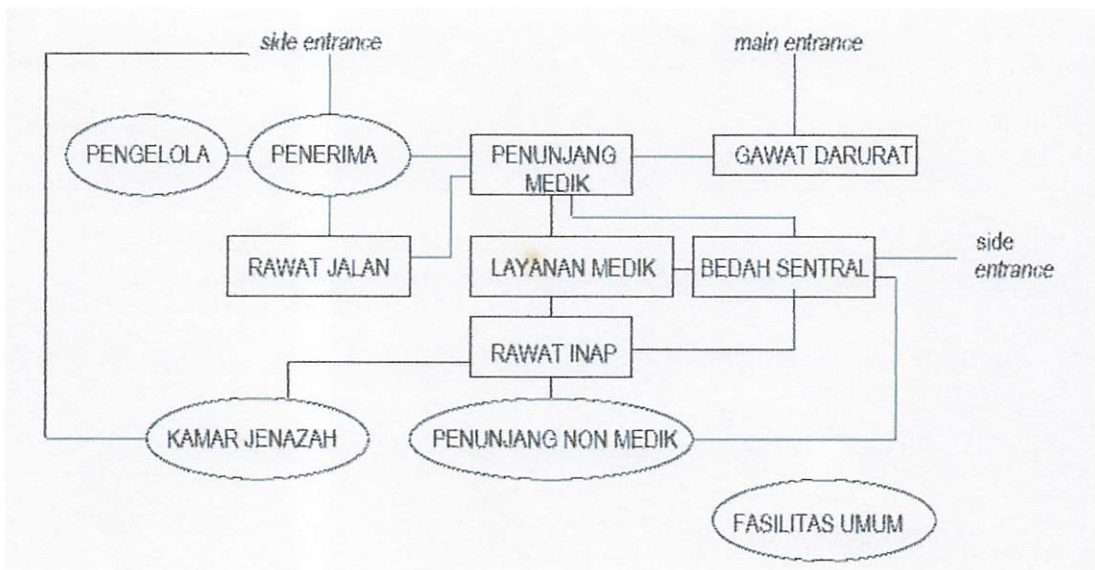 side entrance
main entrance
PENGELOLA
PENERIMA
PENUNJANG
MEDIK
GAWAT DARURAT
RAWAT JALAN
LAYANAN MEDIK
BEDAH SENTRAL
side
entrance
RAWAT INAP
KAMAR JENAZAH
PENUNJANG NON MEDIK
FASILITAS UMUM